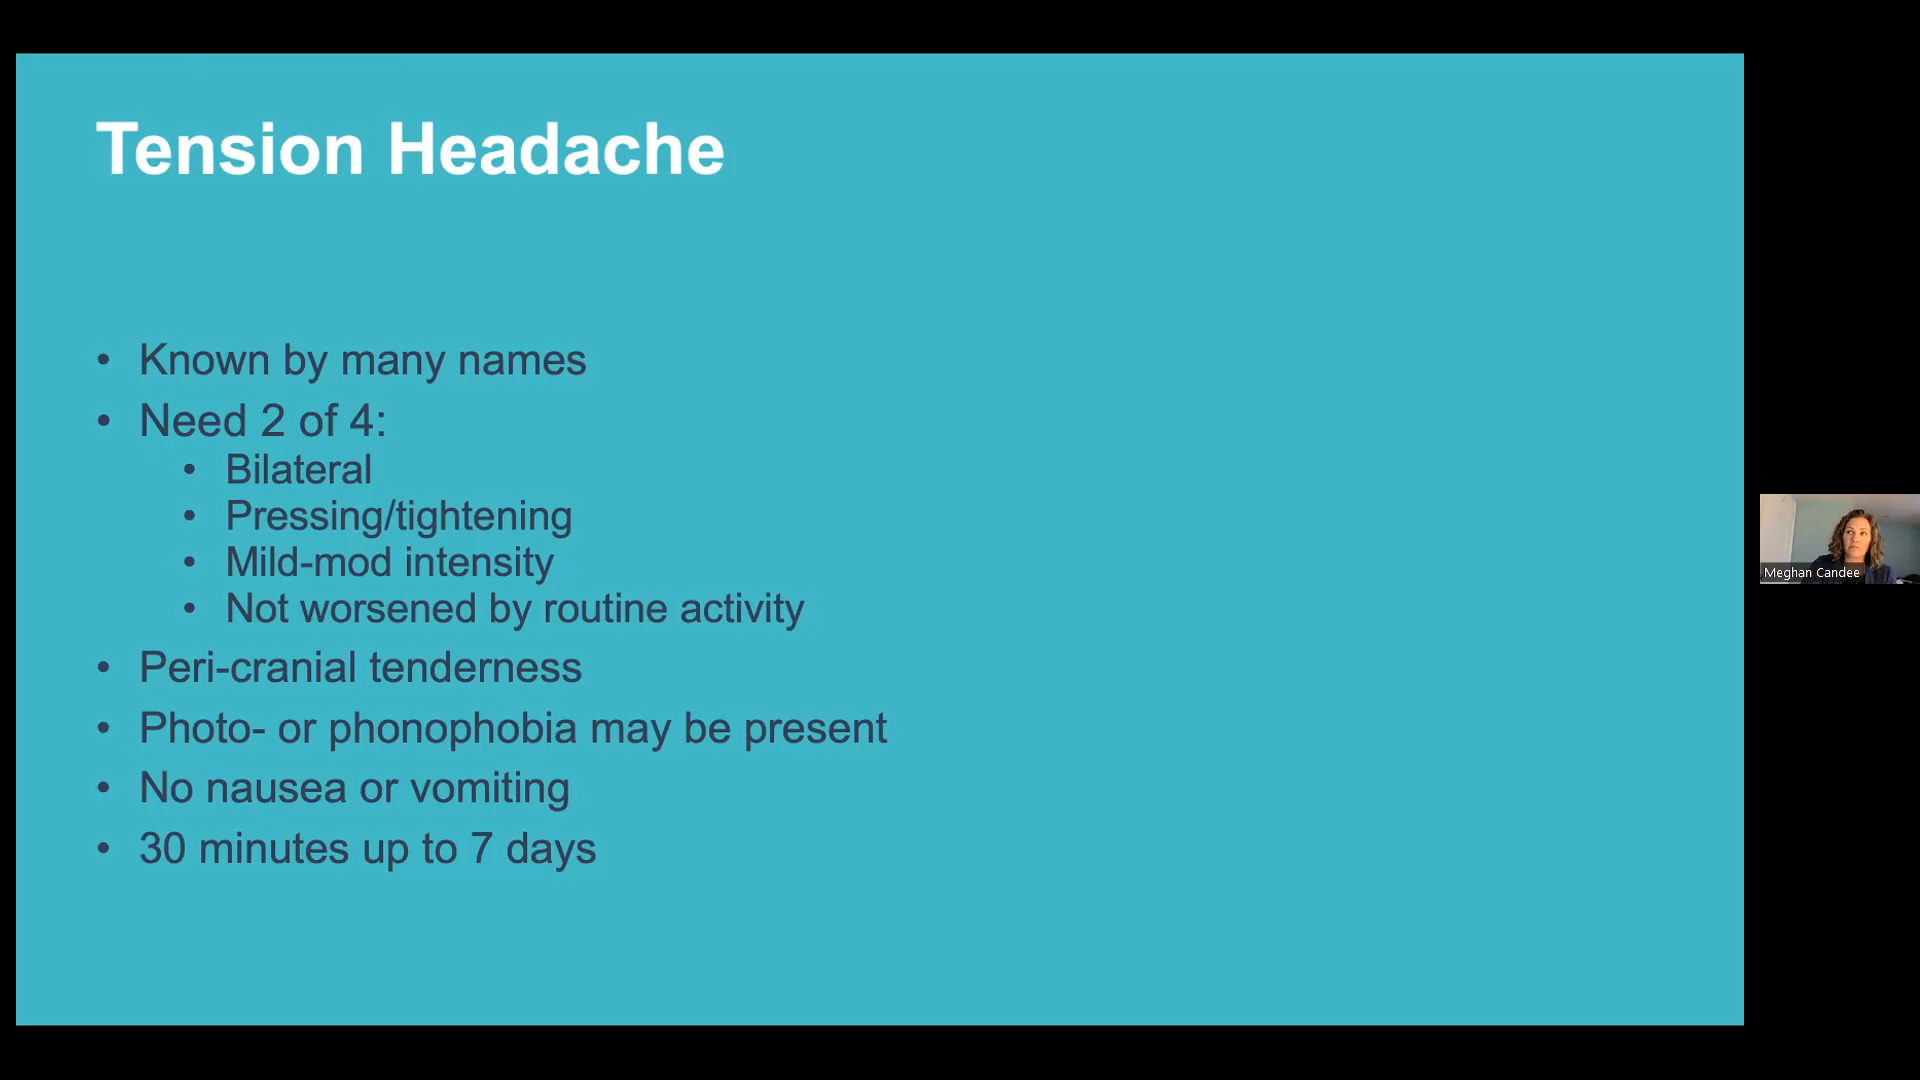 Tension Headache
• Known by many names
• Need 2 of 4:
• Bilateral
• Pressing/tightening
• Mild-mod intensity
• Not worsened by routine activity
• Peri-cranial tenderness
• Photo- or phonophobia may be present
• No nausea or vomiting
• 30 minutes up to 7 days
Meghan Candee